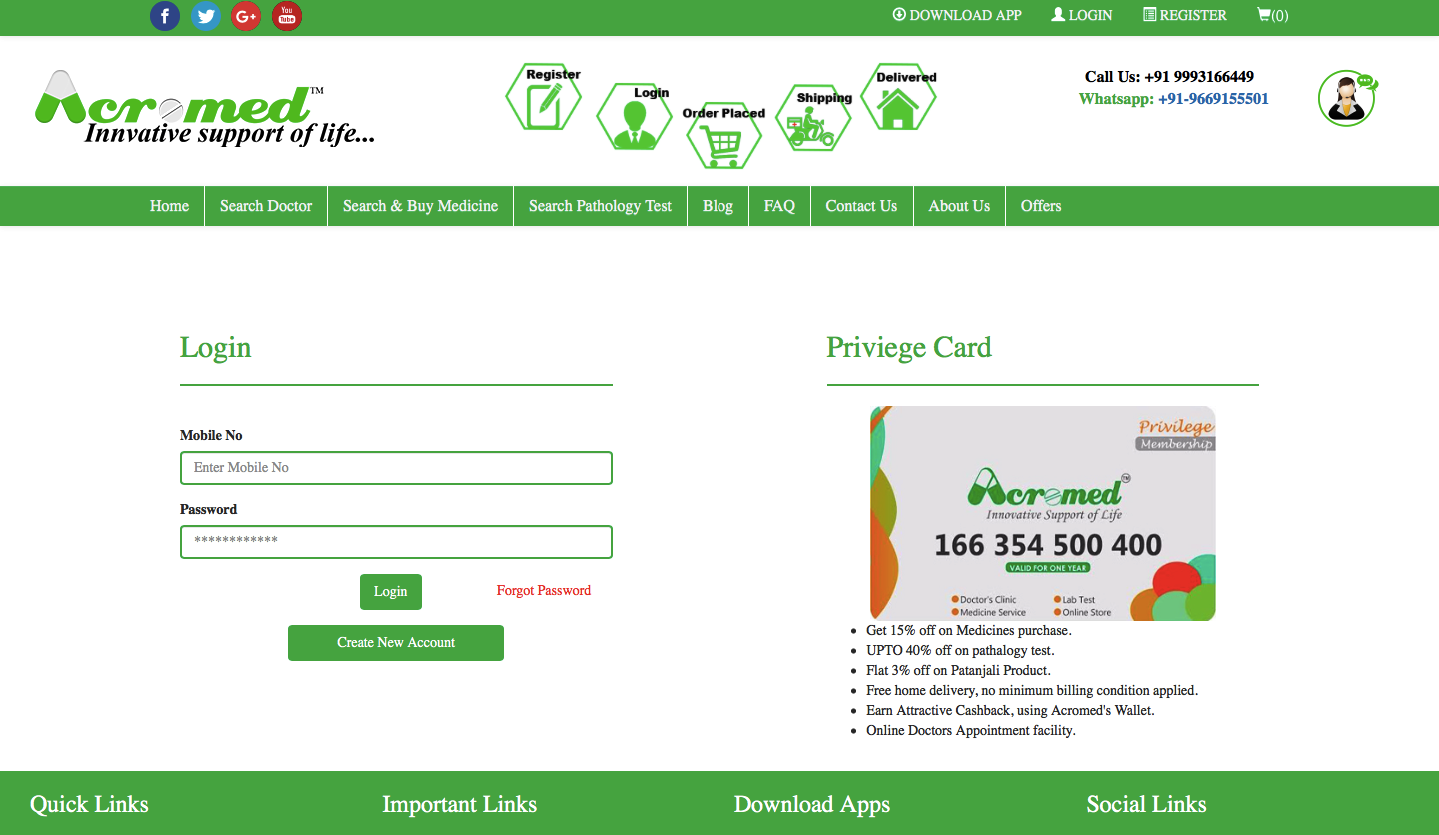 You
Tube
DOWNLOAD APP
LOGIN
REGISTER
(0)
Acromed™
Innvative support of life...
Register
Login
Order Placed
Shipping
Delivered
Call Us: +91 9993166449
Whatsapp: +91-9669155501
Home
Search Doctor
Search & Buy Medicine
Search Pathology Test
Blog
FAQ
Contact Us
About Us
Offers
Login
Mobile No
Enter Mobile No
Password
************
Login
Forgot Password
Create New Account
Priviege Card
Privilege
Membership
Acromed™
Innovative Support of Life
166 354 500 400
VALID FOR ONE YEAR
Doctor's Clinic
Lab Test
Medicine Service
Online Store
Get 15% off on Medicines purchase.
UPTO 40% off on pathalogy test.
Flat 3% off on Patanjali Product.
Free home delivery, no minimum billing condition applied.
Earn Attractive Cashback, using Acromed's Wallet.
Online Doctors Appointment facility.
Quick Links
Important Links
Download Apps
Social Links